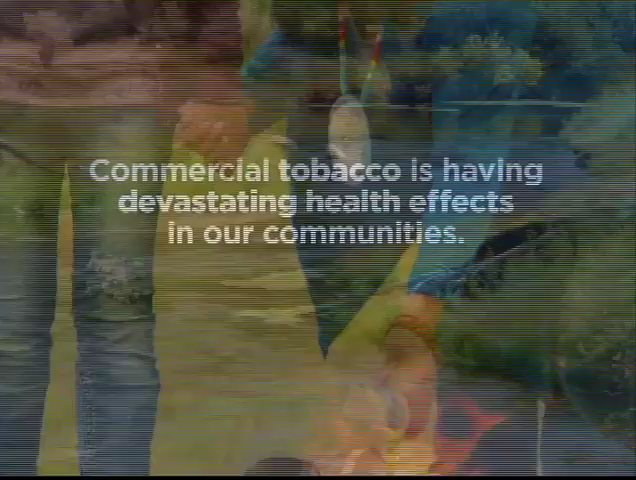 Commercial tobacco is having
devastating health effects
in our communities.